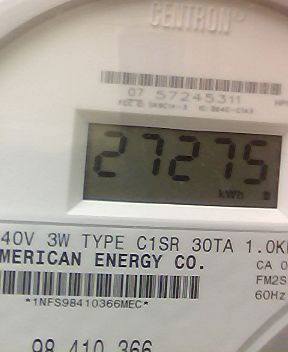 CENTRON®
07 57245311
27275
kWh
40V 3W TYPE C1SR 30TA 1.0K
MERICAN ENERGY CO.
CA 0
FM2S
60Hz
*1NFS98410366MEC*
98 410 366